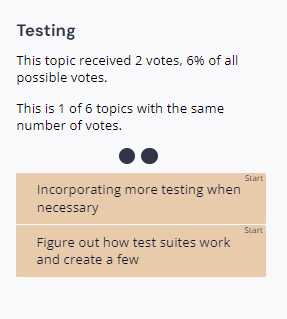 Testing
This topic received 2 votes, 6% of all
possible votes.
This is 1 of 6 topics with the same
number of votes.
Start
Incorporating more testing when
necessary
Start
Figure out how test suites work
and create a few